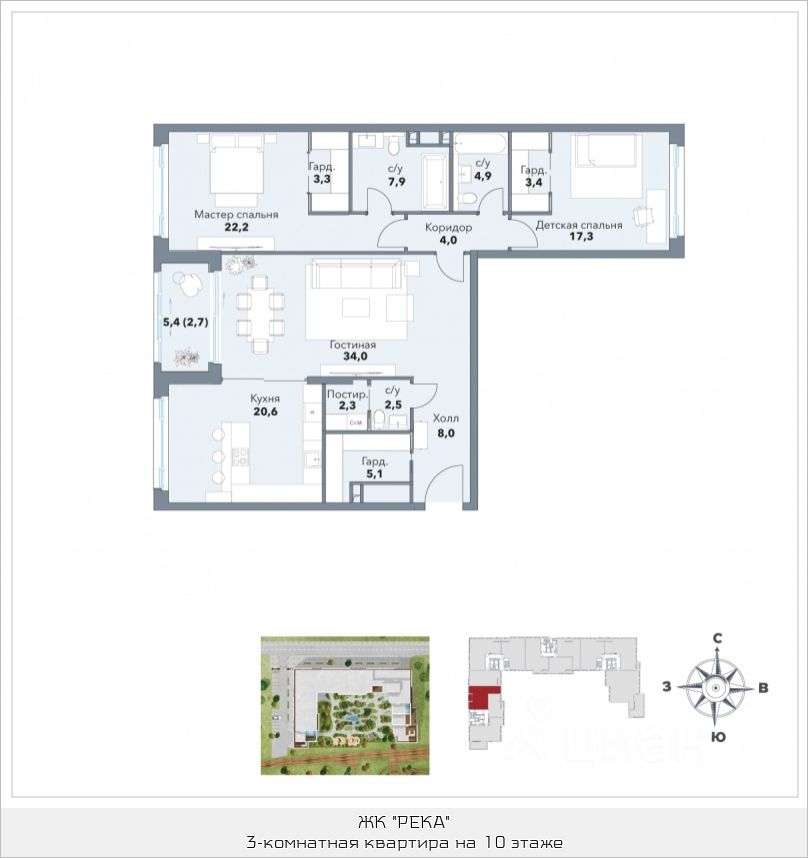 Гард.
3,3
с/у
7,9
с/у
4,9
Гард.
3,4
Мастер спальня
22,2
Коридор
4,0
Детская спальня
17,3
5,4 (2,7)
Гостиная
34,0
Кухня
20,6
Постир.
2,3
с/у
2,5
Холл
8,0
Гард.
5,1
С
З
В
Ю
циан
ЖК "РЕКА"
3-комнатная квартира на 10 этаже